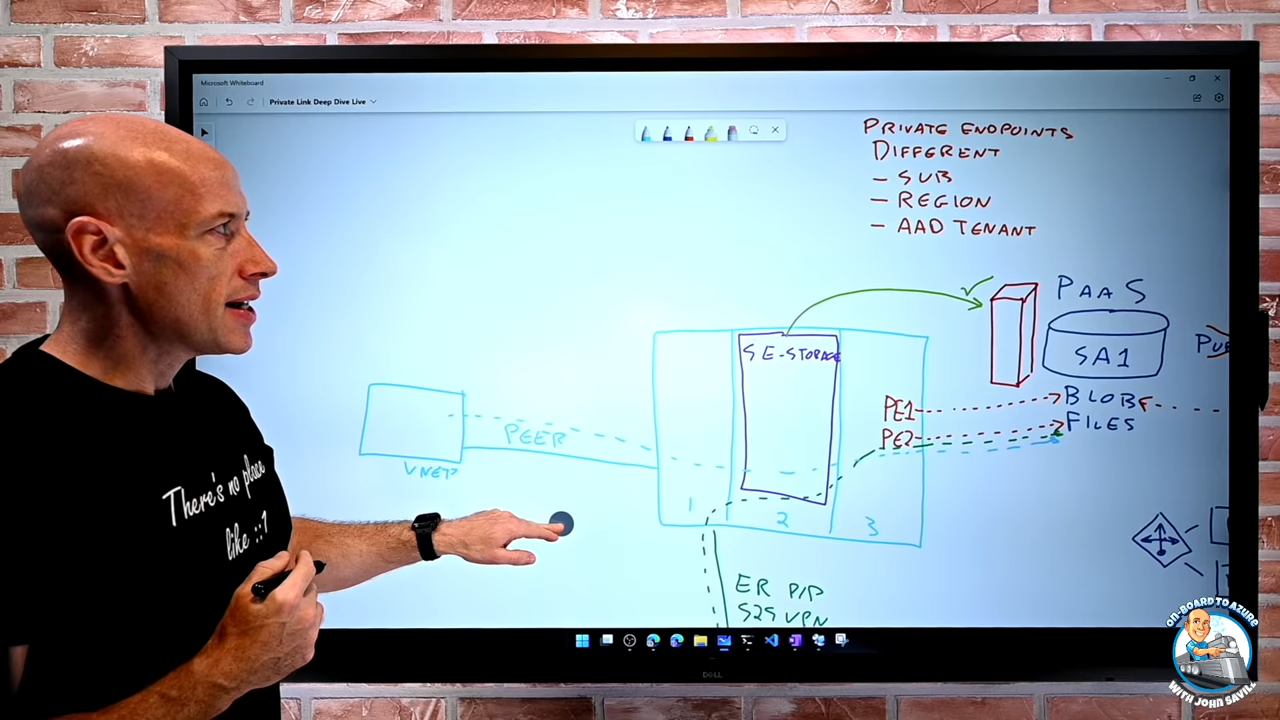 Microsoft Whiteboard
Private Link Deep Dive Live
PRIVATE ENDPOINTS
DIFFERENT
- SUB
- REGION
- AAD TENANT
PAAS
SA1
SE-STORAGE
PE1
BLOB
PE2
FILES
PEER
VNET
1
2
3
ER P/P
S2S VPN
There's no place
like ::1
DELL
ON-BOARD TO AZURE
WITH JOHN SAVILL